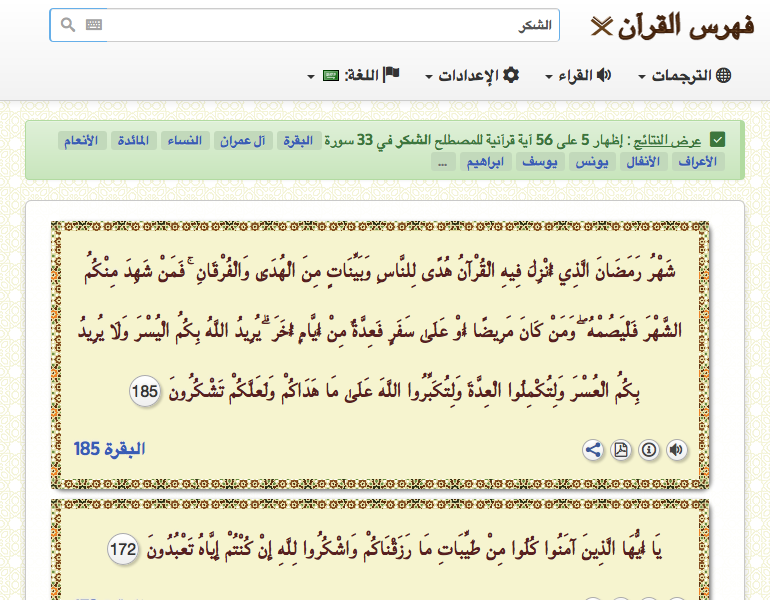 فهرس القرآن
الشكر
الترجمات القراء الإعدادات اللغة:
عرض النتائج : إظهار 5 على 56 آية قرآنية للمصطلح الشكر في 33 سورة البقرة آل عمران النساء المائدة الأنعام
الأعراف الأنفال يونس يوسف ابراهيم ...
شَهْرُ رَمَضَانَ الَّذِي أُنْزِلَ فِيهِ الْقُرْآنُ هُدًى لِلنَّاسِ وَبَيِّنَاتٍ مِنَ الْهُدَىٰ وَالْفُرْقَانِ ۚ فَمَنْ شَهِدَ مِنْكُمُ
الشَّهْرَ فَلْيَصُمْهُ ۖ وَمَنْ كَانَ مَرِيضًا أَوْ عَلَىٰ سَفَرٍ فَعِدَّةٌ مِنْ أَيَّامٍ أُخَرَ ۗ يُرِيدُ اللَّهُ بِكُمُ الْيُسْرَ وَلَا يُرِيدُ
بِكُمُ الْعُسْرَ وَلِتُكْمِلُوا الْعِدَّةَ وَلِتُكَبِّرُوا اللَّهَ عَلَىٰ مَا هَدَاكُمْ وَلَعَلَّكُمْ تَشْكُرُونَ 185
البقرة 185
يَا أَيُّهَا الَّذِينَ آمَنُوا كُلُوا مِنْ طَيِّبَاتِ مَا رَزَقْنَاكُمْ وَاشْكُرُوا لِلَّهِ إِنْ كُنْتُمْ إِيَّاهُ تَعْبُدُونَ 172